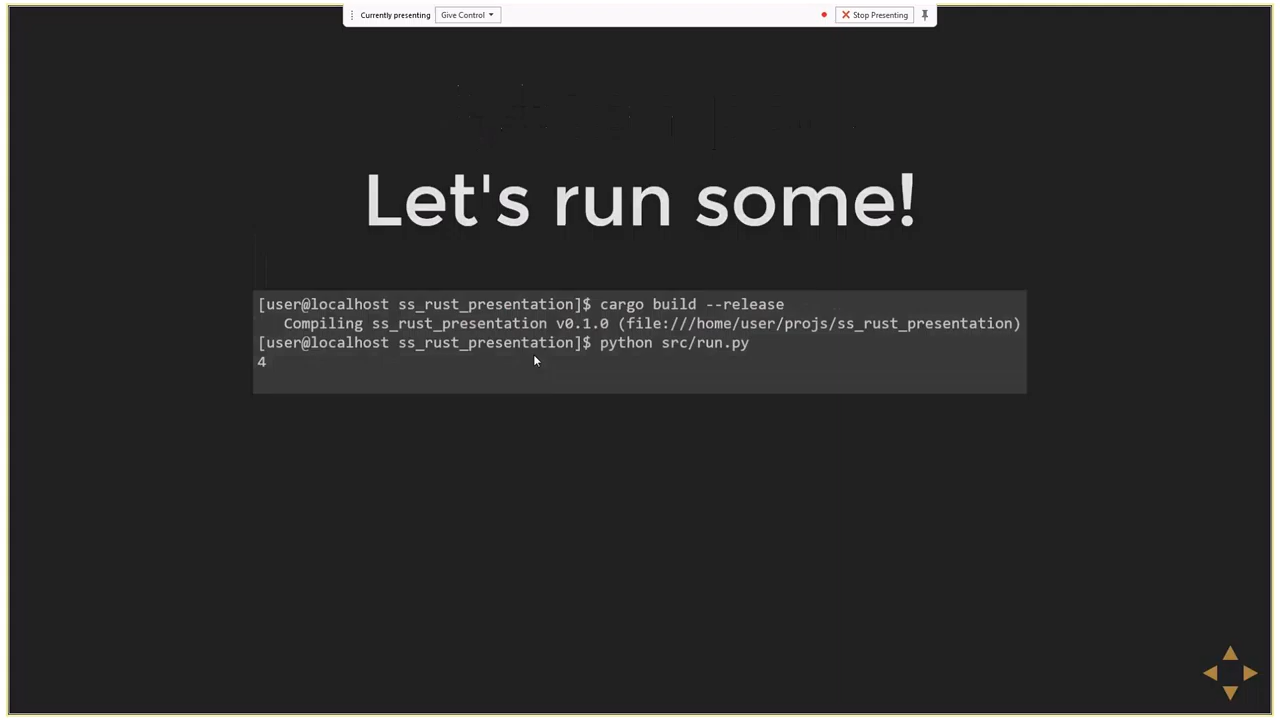 Currently presenting
Give Control
Stop Presenting
Let's run some!
[user@localhost ss_rust_presentation]$ cargo build --release
Compiling ss_rust_presentation v0.1.0 (file:///home/user/projs/ss_rust_presentation)
[user@localhost ss_rust_presentation]$ python src/run.py
4